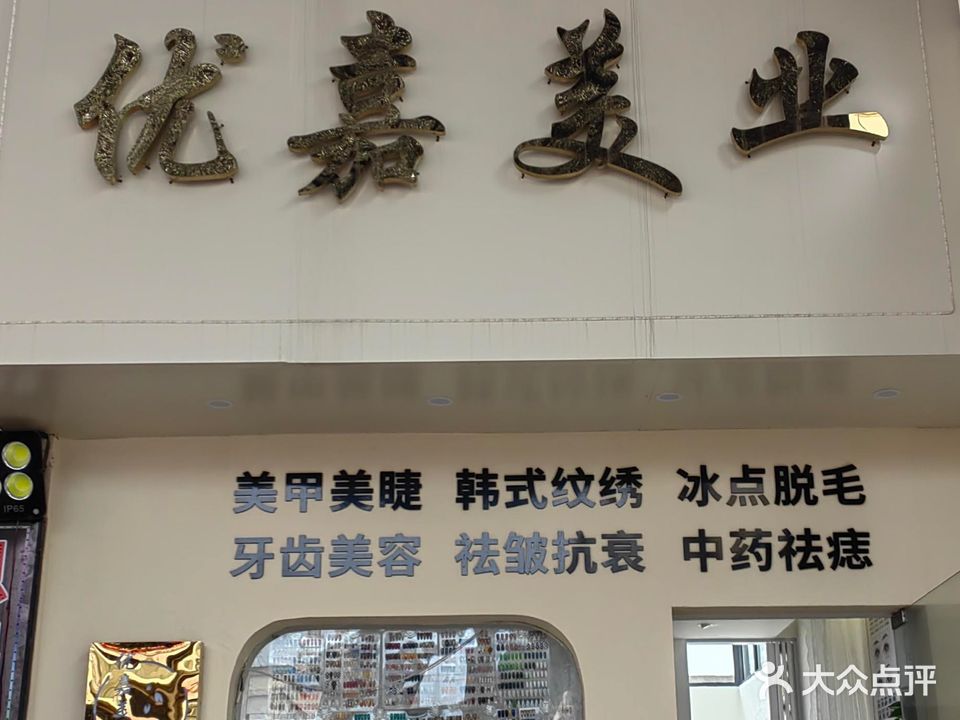 优嘉美业
美甲美睫 韩式纹绣 冰点脱毛
牙齿美容 祛皱抗衰 中药祛痣
IP65
大众点评